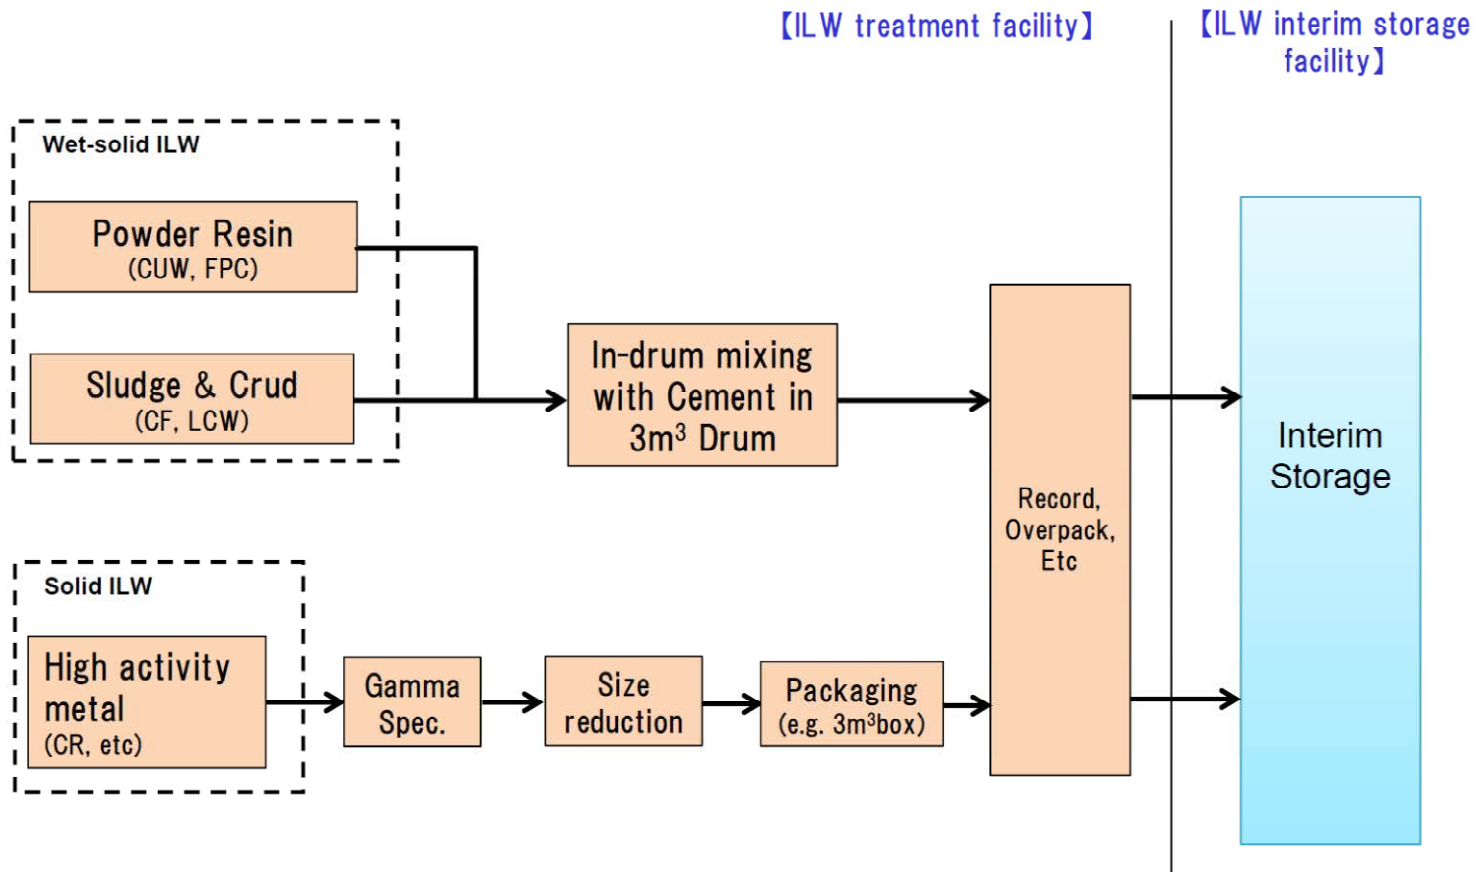 【ILW treatment facility】
【ILW interim storage
facility】
Wet-solid ILW
Powder Resin
(CUW, FPC)
Sludge & Crud
(CF, LCW)
In-drum mixing
with Cement in
3m³ Drum
Record,
Overpack,
Etc
Interim
Storage
Solid ILW
High activity
metal
(CR, etc)
Gamma
Spec.
Size
reduction
Packaging
(e.g. 3m³box)